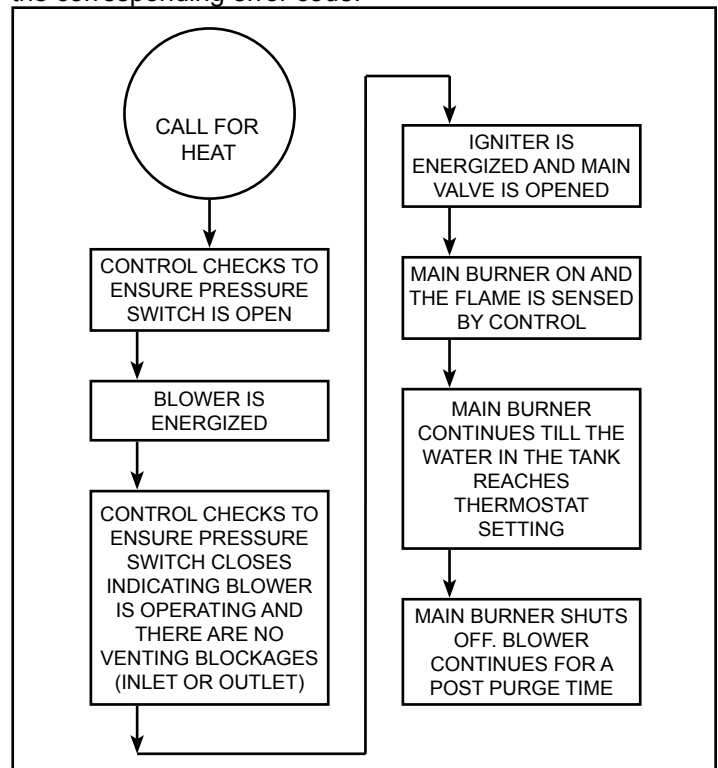 the corresponding error code.
CALL FOR
HEAT
CONTROL CHECKS TO
ENSURE PRESSURE
SWITCH IS OPEN
BLOWER IS
ENERGIZED
CONTROL CHECKS TO
ENSURE PRESSURE
SWITCH CLOSES
INDICATING BLOWER
IS OPERATING AND
THERE ARE NO
VENTING BLOCKAGES
(INLET OR OUTLET)
IGNITER IS
ENERGIZED AND MAIN
VALVE IS OPENED
MAIN BURNER ON AND
THE FLAME IS SENSED
BY CONTROL
MAIN BURNER
CONTINUES TILL THE
WATER IN THE TANK
REACHES
THERMOSTAT
SETTING
MAIN BURNER SHUTS
OFF. BLOWER
CONTINUES FOR A
POST PURGE TIME